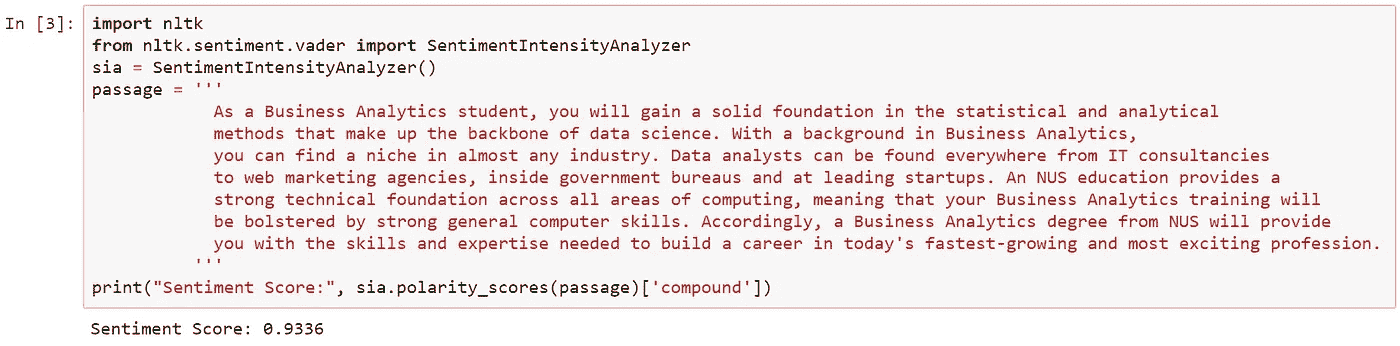 In [3]: import nltk
from nltk.sentiment.vader import SentimentIntensityAnalyzer
sia = SentimentIntensityAnalyzer()
passage = '''
As a Business Analytics student, you will gain a solid foundation in the statistical and analytical
methods that make up the backbone of data science. With a background in Business Analytics,
you can find a niche in almost any industry. Data analysts can be found everywhere from IT consultancies
to web marketing agencies, inside government bureaus and at leading startups. An NUS education provides a
strong technical foundation across all areas of computing, meaning that your Business Analytics training will
be bolstered by strong general computer skills. Accordingly, a Business Analytics degree from NUS will provide
you with the skills and expertise needed to build a career in today's fastest-growing and most exciting profession.
'''
print("Sentiment Score:", sia.polarity_scores(passage)['compound'])
Sentiment Score: 0.9336